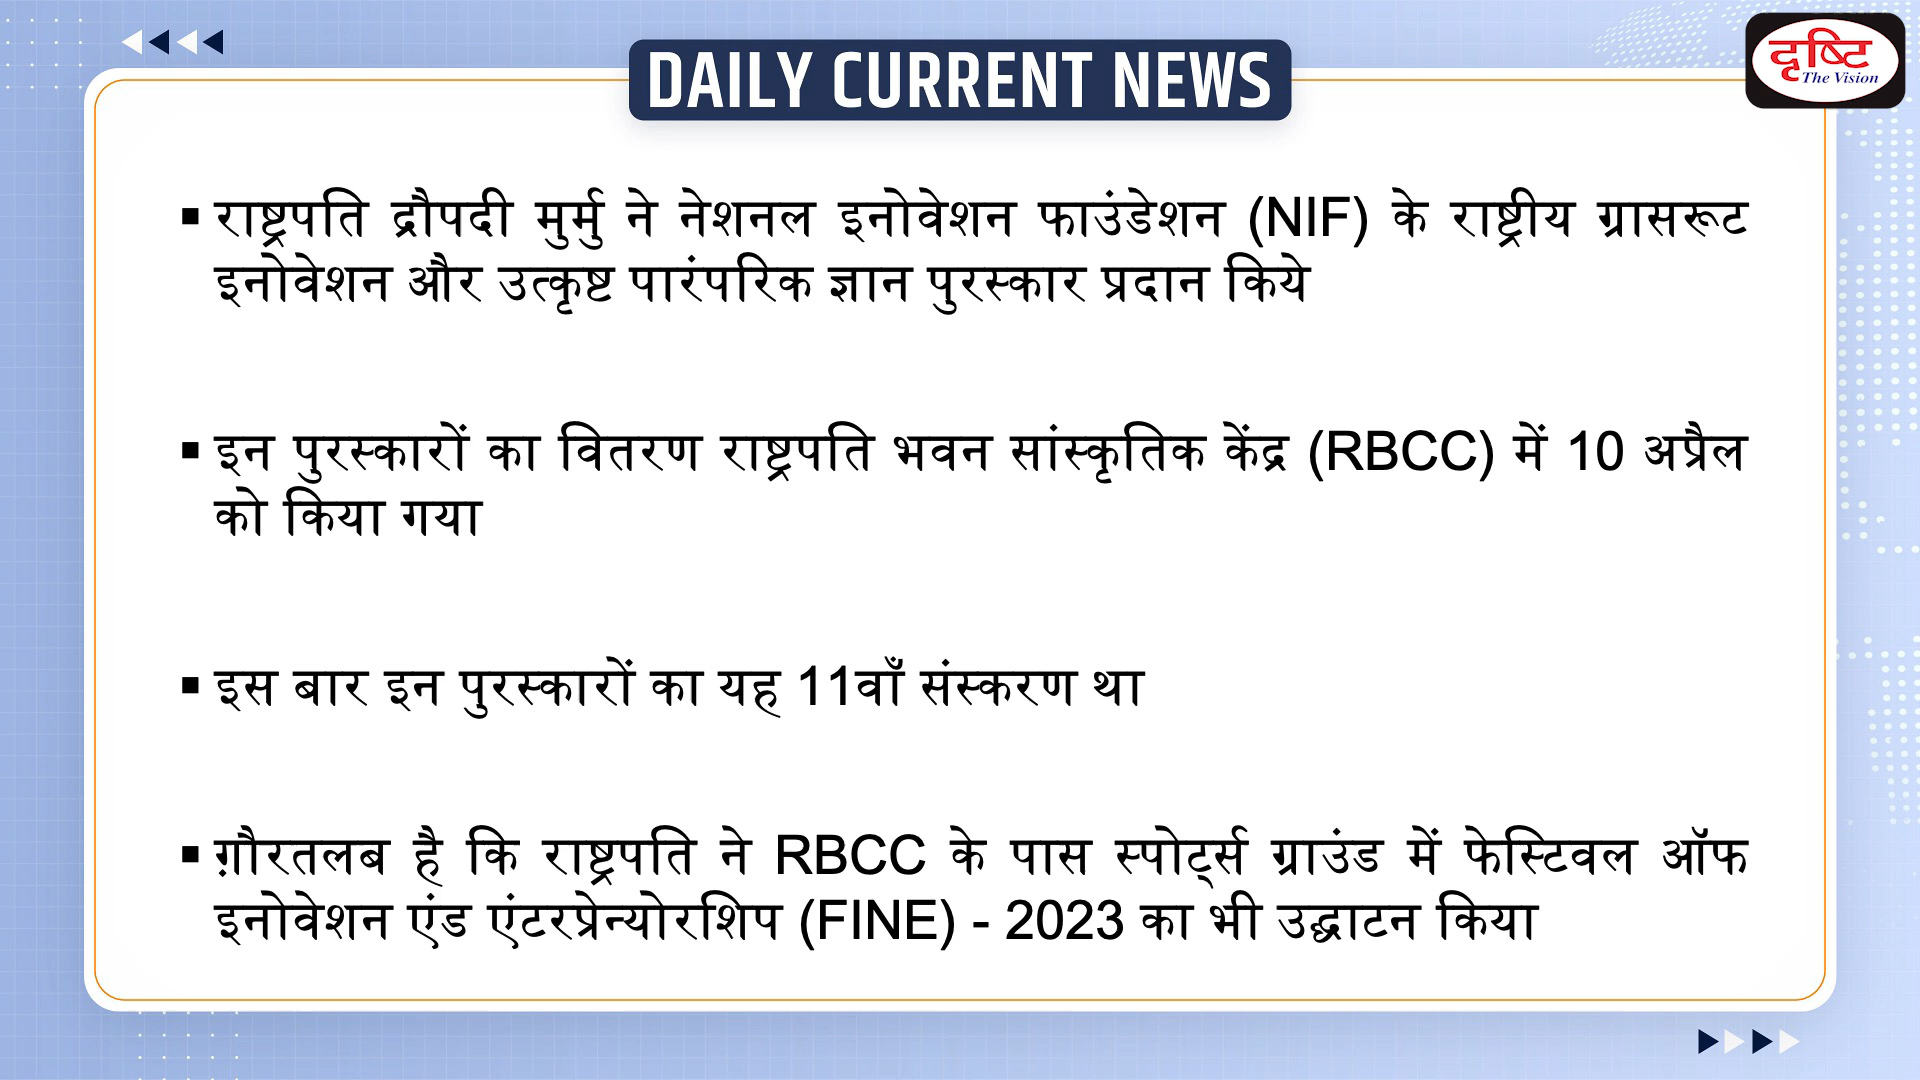 DAILY CURRENT NEWS
दृष्टि
The Vision
▪ राष्ट्रपति द्रौपदी मुर्मु ने नेशनल इनोवेशन फाउंडेशन (NIF) के राष्ट्रीय ग्रासरूट
इनोवेशन और उत्कृष्ट पारंपरिक ज्ञान पुरस्कार प्रदान किये
▪ इन पुरस्कारों का वितरण राष्ट्रपति भवन सांस्कृतिक केंद्र (RBCC) में 10 अप्रैल
को किया गया
▪ इस बार इन पुरस्कारों का यह 11वाँ संस्करण था
▪ ग़ौरतलब है कि राष्ट्रपति ने RBCC के पास स्पोर्ट्स ग्राउंड में फेस्टिवल ऑफ
इनोवेशन एंड एंटरप्रेन्योरशिप (FINE) - 2023 का भी उद्घाटन किया